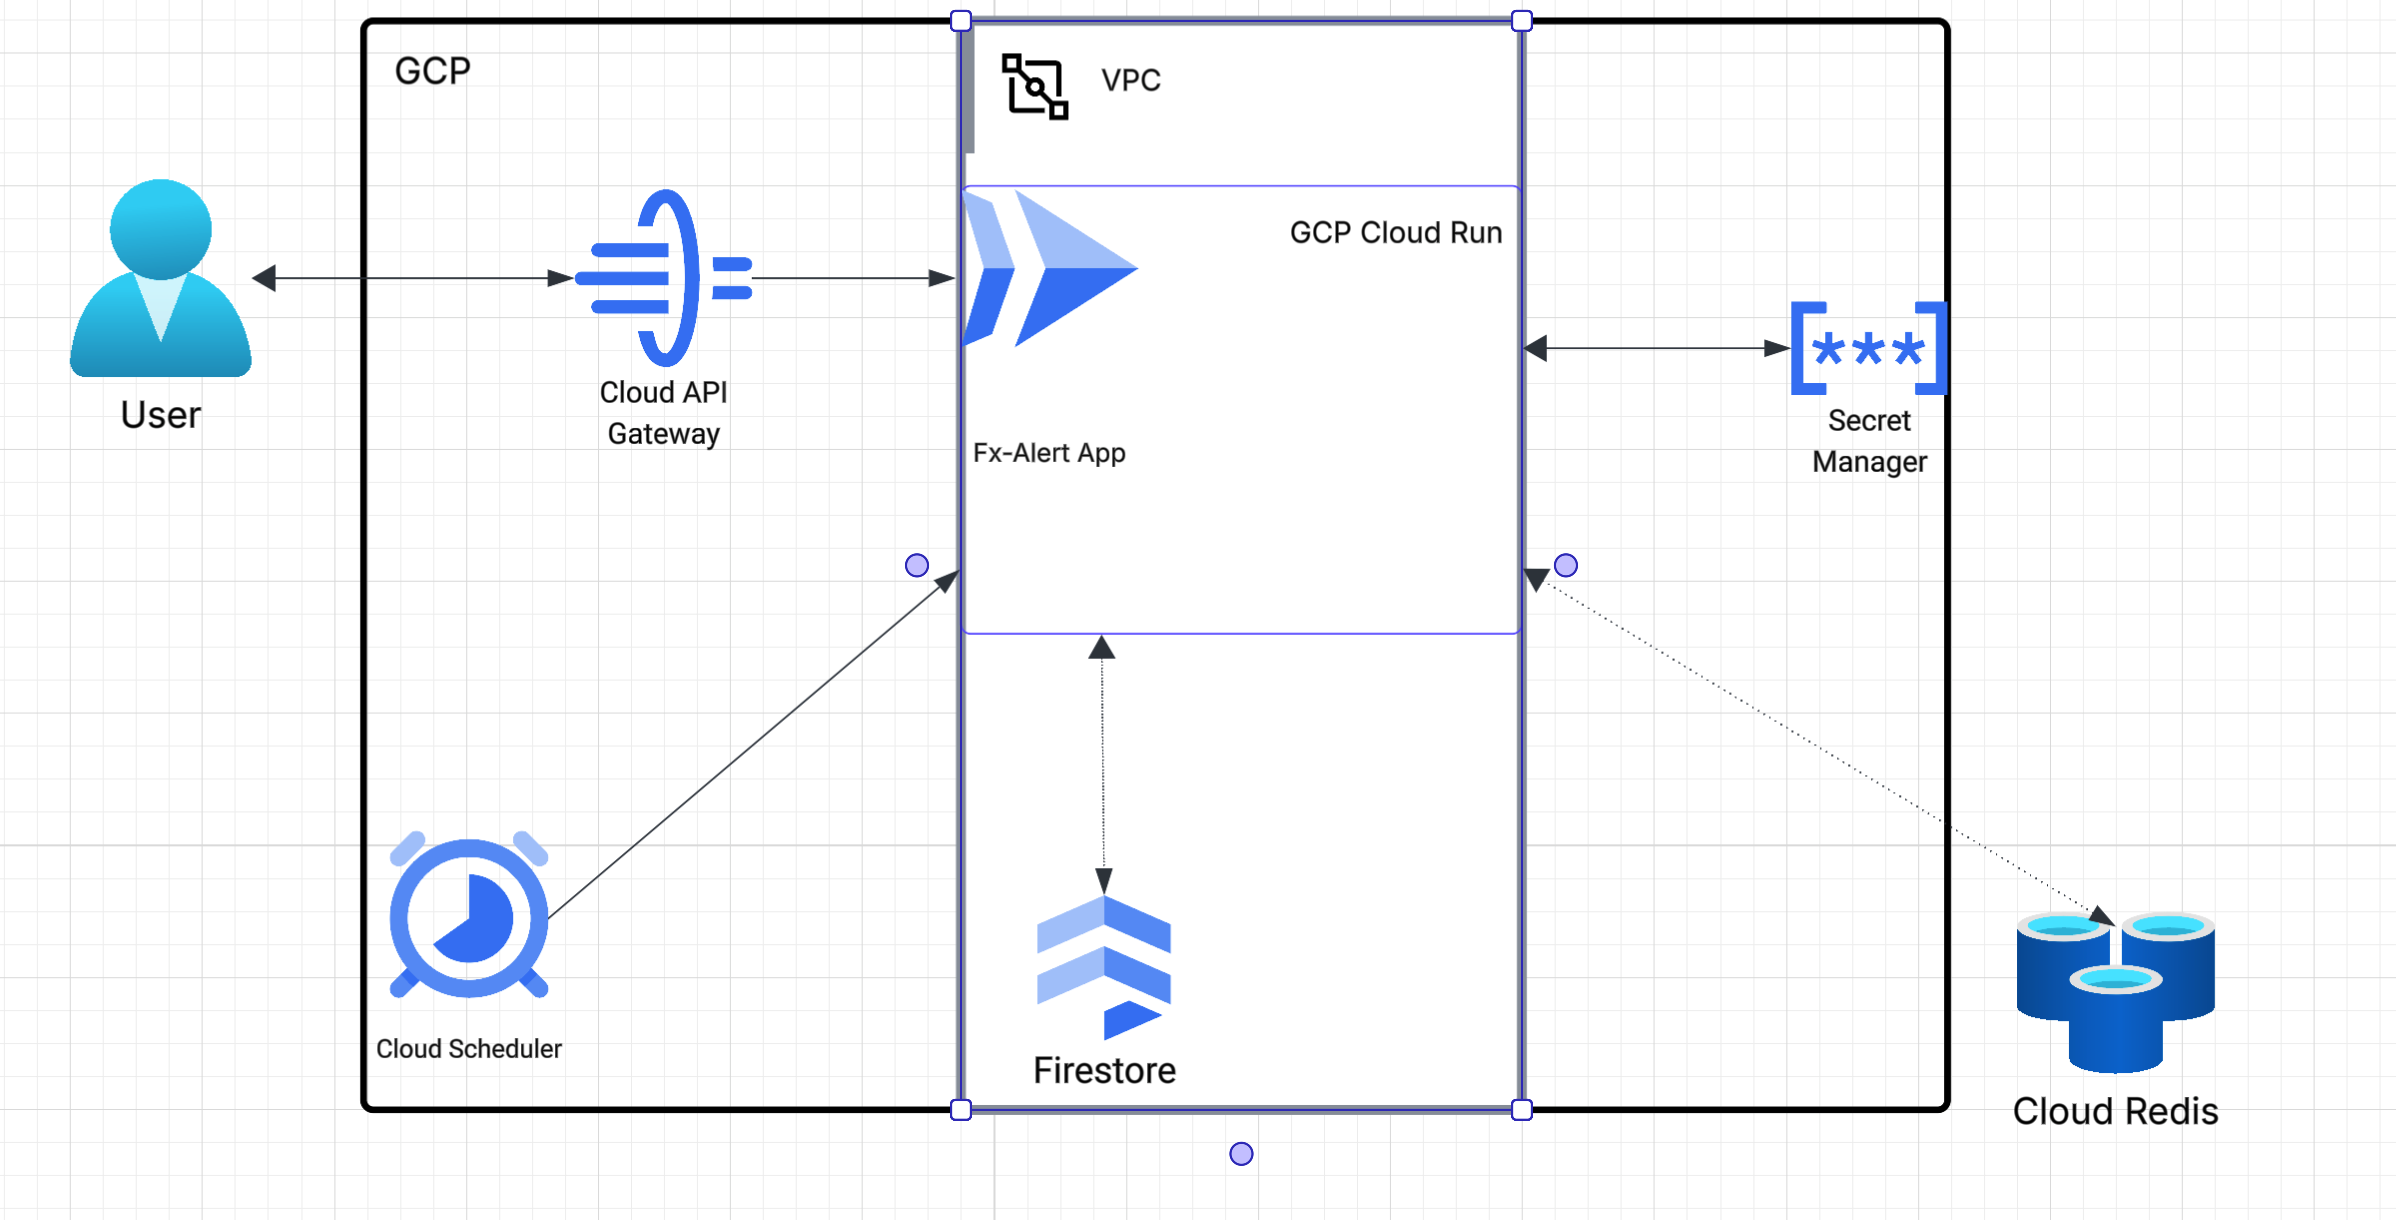 GCP
VPC
GCP Cloud Run
User
Cloud API
Gateway
Fx-Alert App
***
Secret
Manager
Cloud Scheduler
Firestore
Cloud Redis